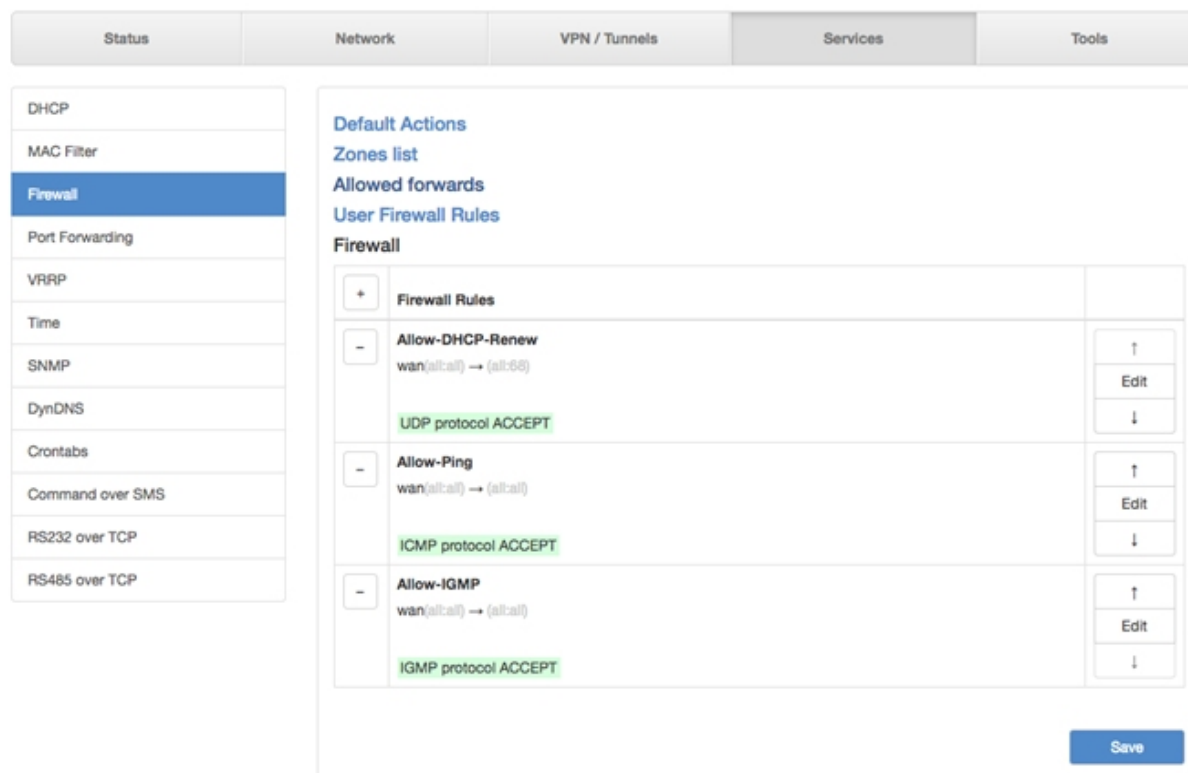 Status Network VPN / Tunnels Services Tools
DHCP
MAC Filter
Firewall
Port Forwarding
VRRP
Time
SNMP
DynDNS
Crontabs
Command over SMS
RS232 over TCP
RS485 over TCP
Default Actions
Zones list
Allowed forwards
User Firewall Rules
Firewall
+ Firewall Rules
- Allow-DHCP-Renew
wan(all:all) → (all:68)
UDP protocol ACCEPT
↑
Edit
↓
- Allow-Ping
wan(all:all) → (all:all)
ICMP protocol ACCEPT
↑
Edit
↓
- Allow-IGMP
wan(all:all) → (all:all)
IGMP protocol ACCEPT
↑
Edit
↓
Save